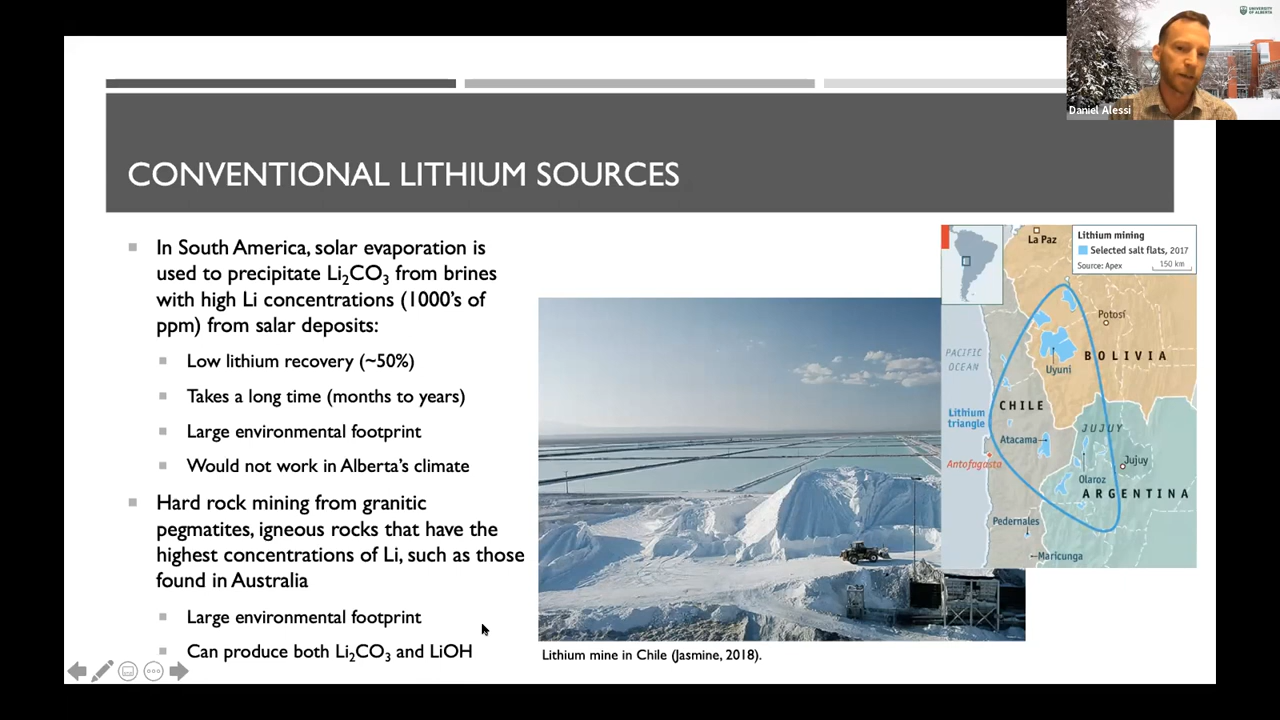 UNIVERSITY
OF ALBERTA
Daniel Alessi
CONVENTIONAL LITHIUM SOURCES
In South America, solar evaporation is
used to precipitate Li₂CO₃ from brines
with high Li concentrations (1000's of
ppm) from salar deposits:
Low lithium recovery (~50%)
Takes a long time (months to years)
Large environmental footprint
Would not work in Alberta's climate
Hard rock mining from granitic
pegmatites, igneous rocks that have the
highest concentrations of Li, such as those
found in Australia
Large environmental footprint
Can produce both Li₂CO₃ and LiOH
Lithium mine in Chile (Jasmine, 2018).
La Paz
Lithium mining
Selected salt flats, 2017
Source: Apex
150 km
Potosí
PACIFIC
OCEAN
BOLIVIA
Uyuni
CHILE
Lithium
triangle
JUJUY
Atacama
Antofagasta
Jujuy
Olaroz
ARGENTINA
Pedernales
Maricunga